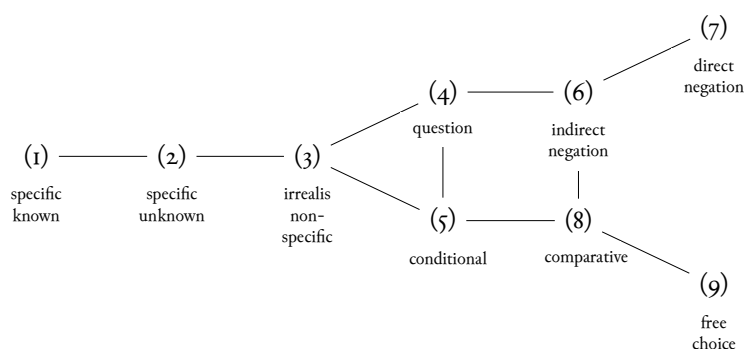 (7)
direct
negation
(4)
question
(6)
indirect
negation
(1)
specific
known
(2)
specific
unknown
(3)
irrealis
non-
specific
(5)
conditional
(8)
comparative
(9)
free
choice